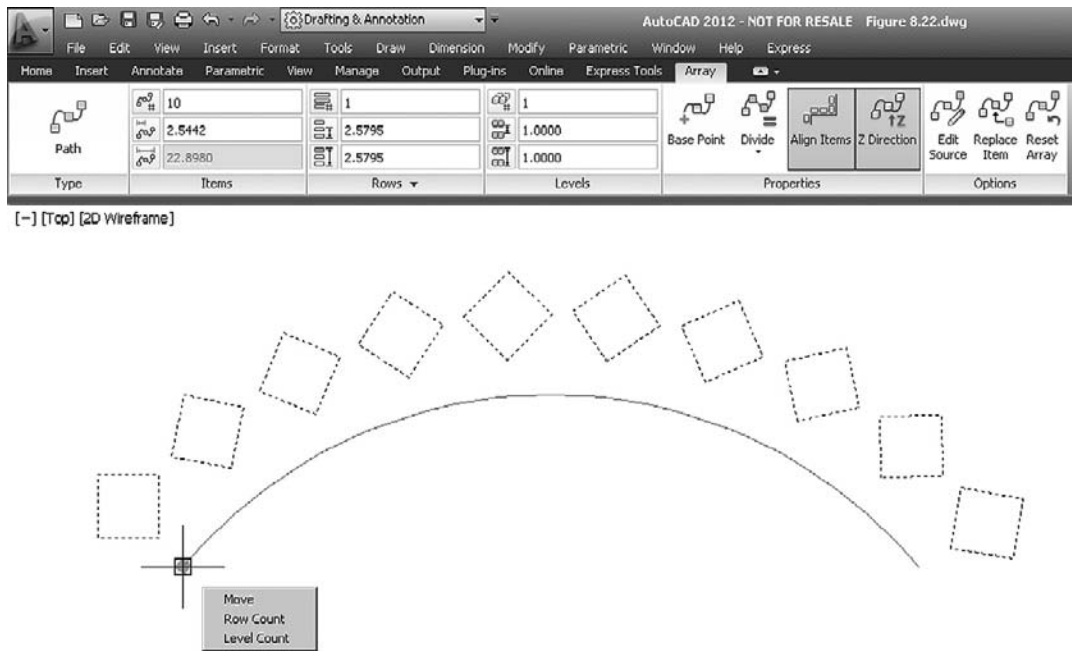 Drafting & Annotation
AutoCAD 2012 - NOT FOR RESALE Figure 8.22.dwg
File Edit View Insert Format Tools Draw Dimension Modify Parametric Window Help Express
Home Insert Annotate Parametric View Manage Output Plug-ins Online Express Tools Array
Path
10
2.5442
22.8980
1
2.5795
2.5795
1
1.0000
1.0000
Base Point
Divide
Align Items
Z Direction
Edit Source
Replace Item
Reset Array
Type
Items
Rows
Levels
Properties
Options
[-] [Top] [2D Wireframe]
Move
Row Count
Level Count